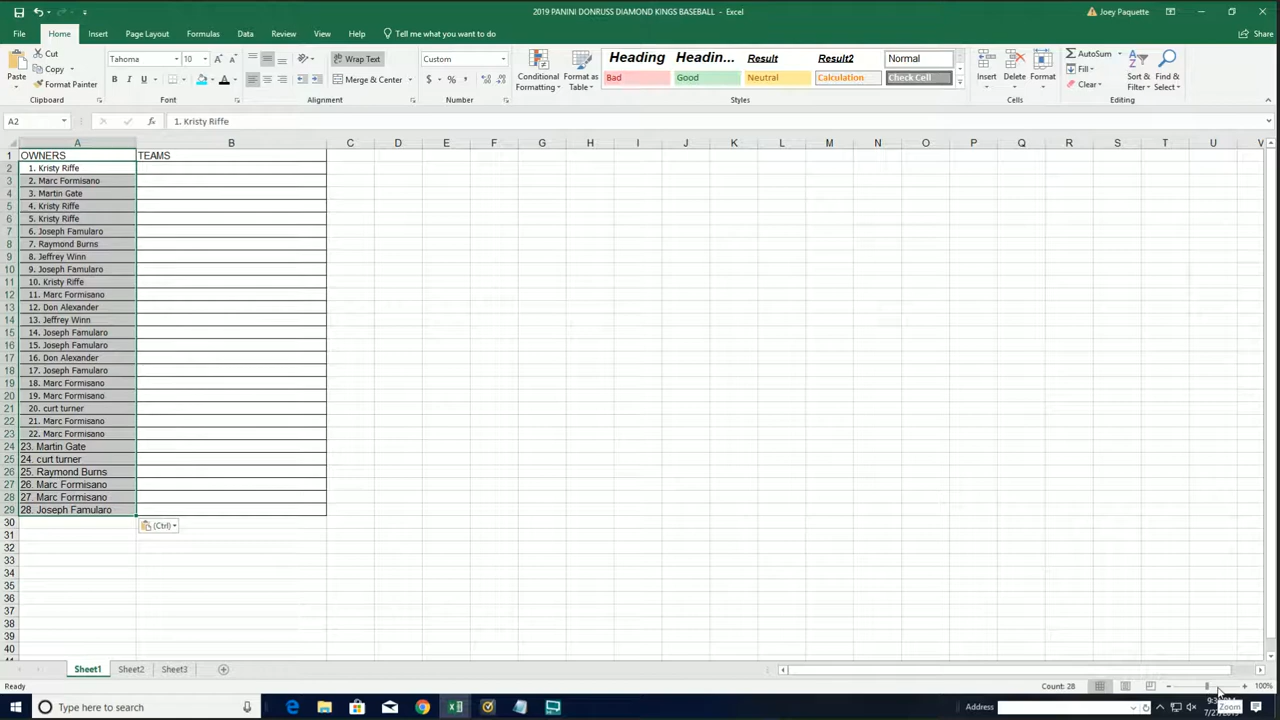 2019 PANINI DONRUSS DIAMOND KINGS BASEBALL - Excel
Joey Paquette
File Home Insert Page Layout Formulas Data Review View Help Tell me what you want to do Share
Paste
Cut
Copy
Format Painter
Clipboard
Tahoma 10
B I U
Font
Wrap Text
Merge & Center
Alignment
Custom
$ % ,
Number
Conditional Formatting
Format as Table
Heading Headin... Result Result2 Normal
Bad Good Neutral Calculation Check Cell
Styles
Insert Delete Format
Cells
AutoSum
Fill
Clear
Sort & Filter
Find & Select
Editing
A2 fx 1. Kristy Riffe
A B C D E F G H I J K L M N O P Q R S T U V
1 OWNERS TEAMS
2 1. Kristy Riffe
3 2. Marc Formisano
4 3. Martin Gate
5 4. Kristy Riffe
6 5. Kristy Riffe
7 6. Joseph Famularo
8 7. Raymond Burns
9 8. Jeffrey Winn
10 9. Joseph Famularo
11 10. Kristy Riffe
12 11. Marc Formisano
13 12. Don Alexander
14 13. Jeffrey Winn
15 14. Joseph Famularo
16 15. Joseph Famularo
17 16. Don Alexander
18 17. Joseph Famularo
19 18. Marc Formisano
20 19. Marc Formisano
21 20. curt turner
22 21. Marc Formisano
23 22. Marc Formisano
24 23. Martin Gate
25 24. curt turner
26 25. Raymond Burns
27 26. Marc Formisano
28 27. Marc Formisano
29 28. Joseph Famularo
30 (Ctrl)
31
32
33
34
35
36
37
38
39
40
Sheet1 Sheet2 Sheet3
Ready Count: 28 100%
Type here to search
Address
Zoom